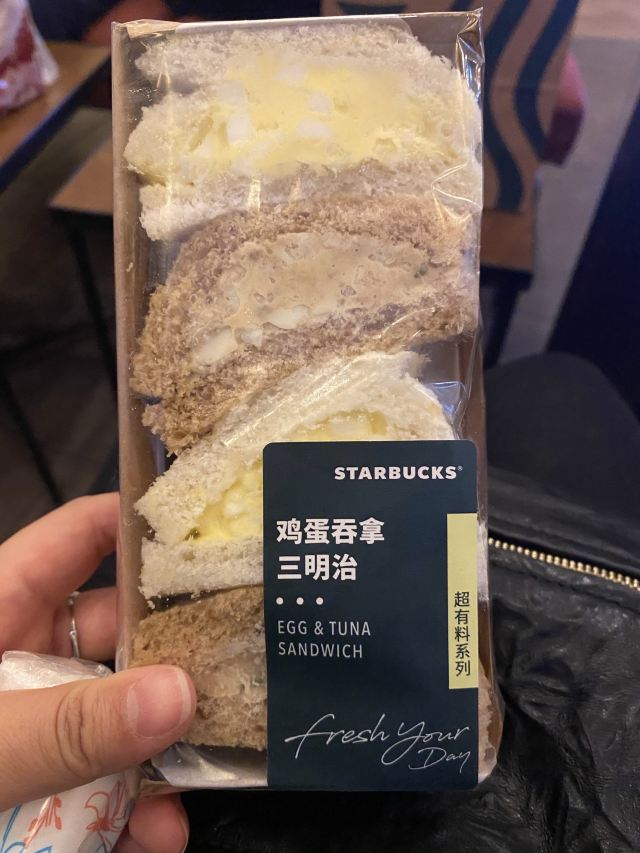 STARBUCKS®
鸡蛋吞拿
三明治
EGG & TUNA
SANDWICH
超有料系列
fresh your
Day